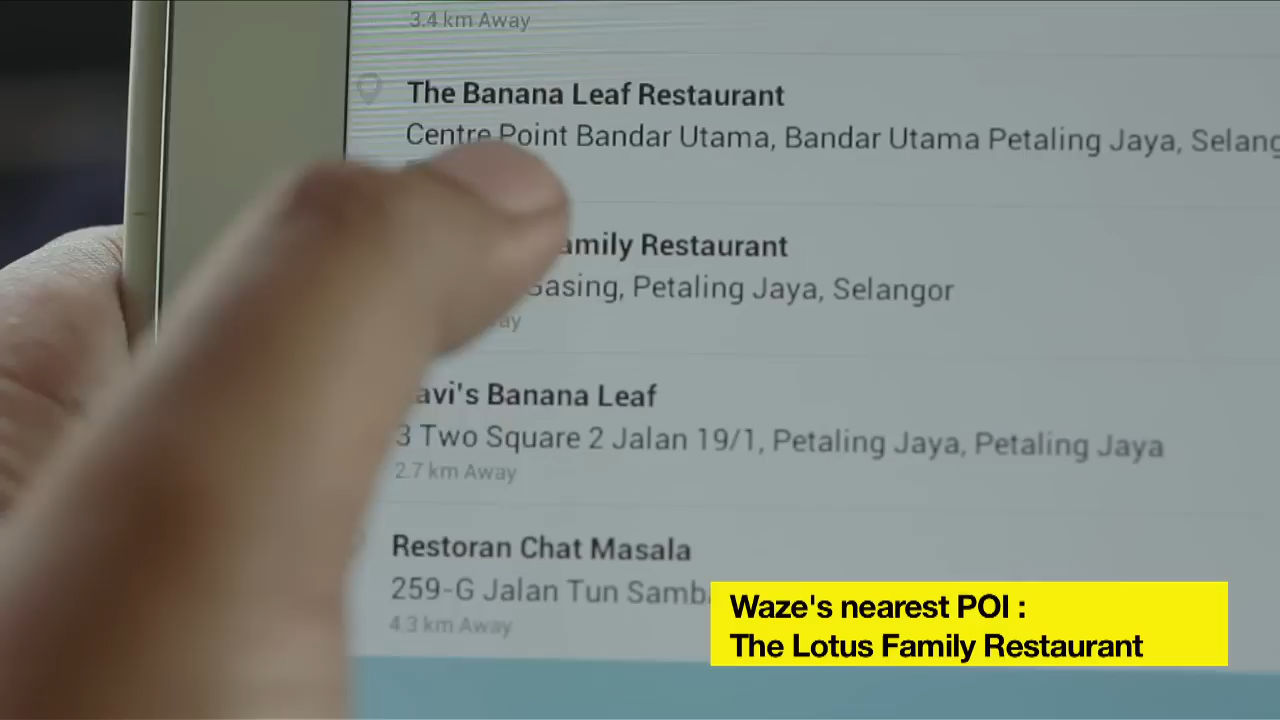 3.4 km Away
The Banana Leaf Restaurant
Centre Point Bandar Utama, Bandar Utama Petaling Jaya, Selang
amily Restaurant
Gasing, Petaling Jaya, Selangor
ay
avi's Banana Leaf
3 Two Square 2 Jalan 19/1, Petaling Jaya, Petaling Jaya
2.7 km Away
Restoran Chat Masala
259-G Jalan Tun Samb
4.3 km Away
Waze's nearest POI :
The Lotus Family Restaurant